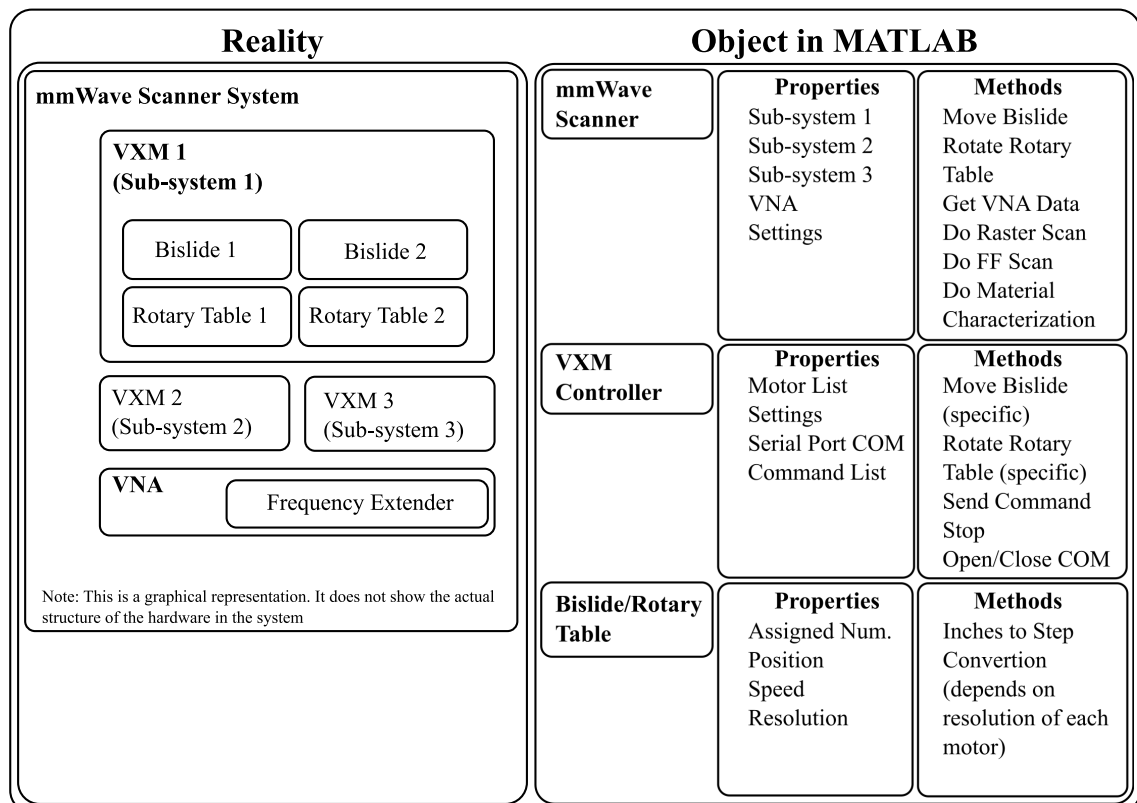 Reality
mmWave Scanner System
VXM 1
(Sub-system 1)
Bislide 1
Bislide 2
Rotary Table 1
Rotary Table 2
VXM 2
(Sub-system 2)
VXM 3
(Sub-system 3)
VNA
Frequency Extender
Note: This is a graphical representation. It does not show the actual
structure of the hardware in the system
Object in MATLAB
mmWave
Scanner
Properties
Sub-system 1
Sub-system 2
Sub-system 3
VNA
Settings
Methods
Move Bislide
Rotate Rotary
Table
Get VNA Data
Do Raster Scan
Do FF Scan
Do Material
Characterization
VXM
Controller
Properties
Motor List
Settings
Serial Port COM
Command List
Methods
Move Bislide
(specific)
Rotate Rotary
Table (specific)
Send Command
Stop
Open/Close COM
Bislide/Rotary
Table
Properties
Assigned Num.
Position
Speed
Resolution
Methods
Inches to Step
Convertion
(depends on
resolution of each
motor)